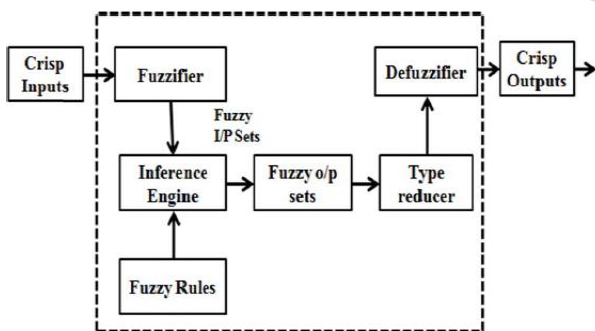 Crisp
Inputs
Fuzzifier
Defuzzifier
Crisp
Outputs
Fuzzy
I/P Sets
Inference
Engine
Fuzzy o/p
sets
Type
reducer
Fuzzy Rules